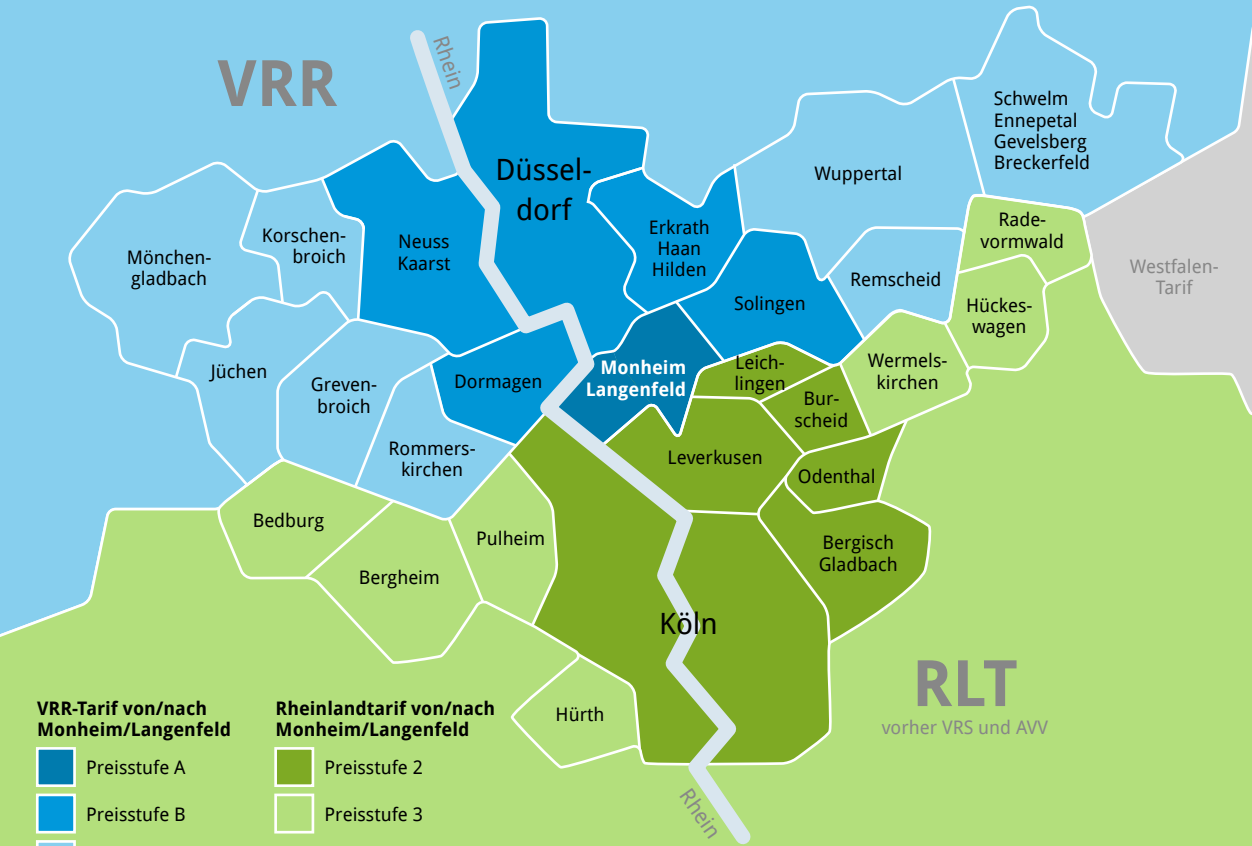 VRR
Rhein
Düssel-
dorf
Schwelm
Ennepetal
Gevelsberg
Breckerfeld
Wuppertal
Mönchen-
gladbach
Korschen-
broich
Neuss
Kaarst
Erkrath
Haan
Hilden
Rade-
vormwald
Westfalen-
Tarif
Solingen
Remscheid
Hückes-
wagen
Jüchen
Greven-
broich
Dormagen
Monheim
Langenfeld
Leich-
lingen
Wermels-
kirchen
Bur-
scheid
Rommers-
kirchen
Leverkusen
Odenthal
Bedburg
Pulheim
Bergheim
Bergisch
Gladbach
Köln
Hürth
RLT
vorher VRS und AVV
VRR-Tarif von/nach
Monheim/Langenfeld
Preisstufe A
Preisstufe B
Rheinlandtarif von/nach
Monheim/Langenfeld
Preisstufe 2
Preisstufe 3
Rhein